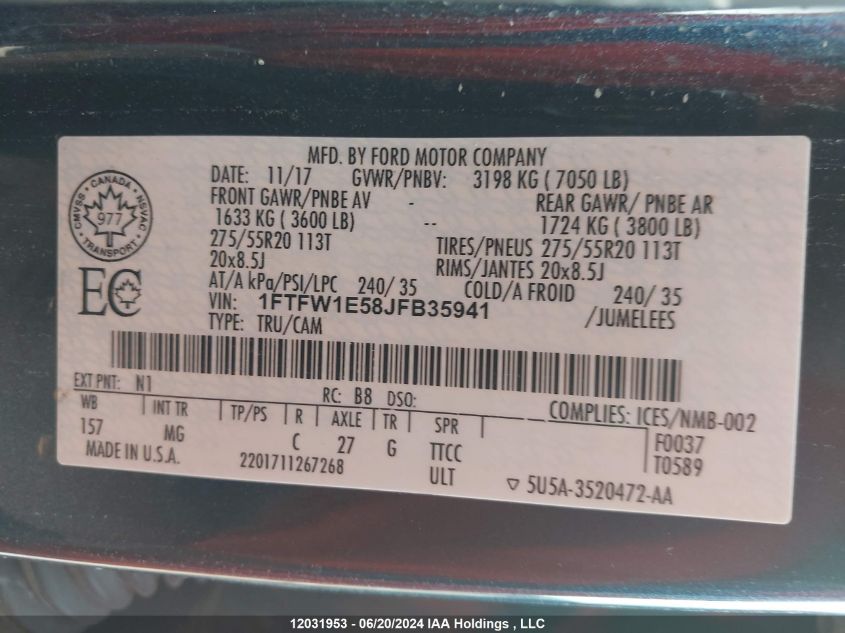 MFD. BY FORD MOTOR COMPANY
DATE: 11/17 GVWR/PNBV: 3198 KG ( 7050 LB)
FRONT GAWR/PNBE AV - REAR GAWR/ PNBE AR
1633 KG ( 3600 LB) -- 1724 KG ( 3800 LB)
275/55R20 113T TIRES/PNEUS 275/55R20 113T
20x8.5J RIMS/JANTES 20x8.5J
AT/A kPa/PSI/LPC 240/ 35 COLD/A FROID 240/ 35
VIN: 1FTFW1E58JFB35941 /JUMELEES
TYPE: TRU/CAM
CANADA
CMVSS NSVAC
977
TRANSPORT
EC
EXT PNT: N1 RC: B8 DSO:
COMPLIES: ICES/NMB-002
WB INT TR TP/PS R AXLE TR SPR F0037
157 MG C 27 G TTCC T0589
MADE IN U.S.A. 2201711267268 ULT ▽ 5U5A-3520472-AA
12031953 - 06/20/2024 IAA Holdings , LLC